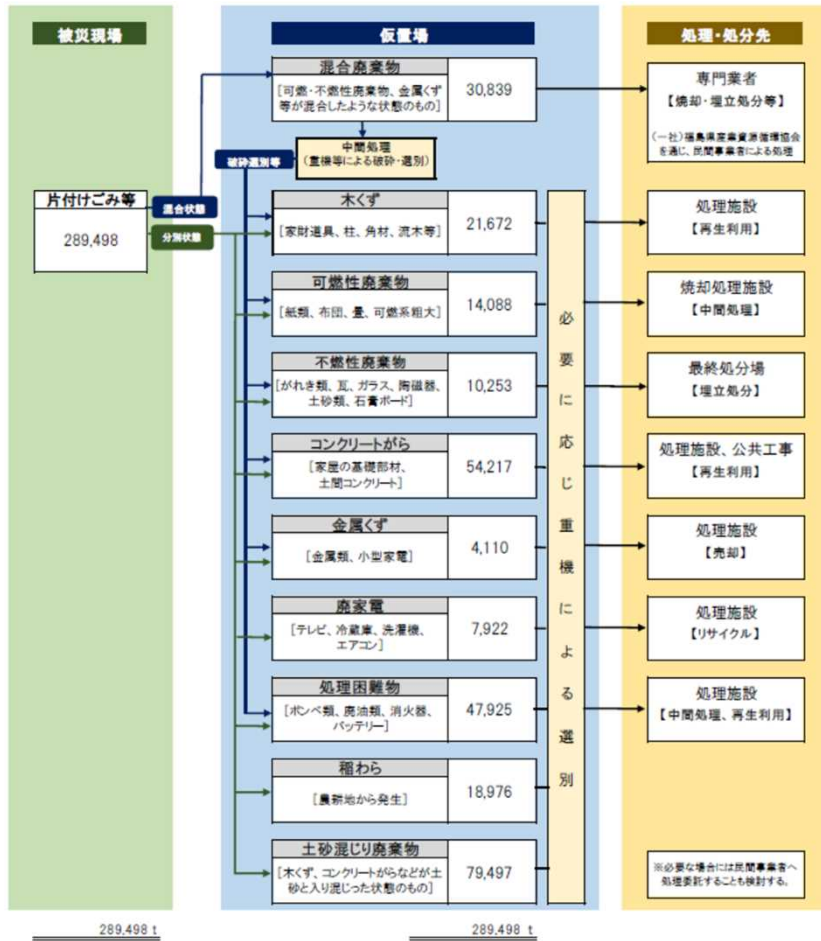 被災現場
仮置場
処理・処分先
片付けごみ等
289,498
混合状態
分別状態
破砕選別等
混合廃棄物
[可燃・不燃性廃棄物、金属くず
等が混合したような状態のもの]
30,839
中間処理
(重機等による破砕・選別)
木くず
[家財道具、柱、角材、流木等]
21,672
可燃性廃棄物
[紙類、布団、畳、可燃系粗大]
14,088
不燃性廃棄物
[がれき類、瓦、ガラス、陶磁器、
土砂類、石膏ボード]
10,253
コンクリートがら
[家屋の基礎部材、
土間コンクリート]
54,217
金属くず
[金属類、小型家電]
4,110
廃家電
[テレビ、冷蔵庫、洗濯機、
エアコン]
7,922
処理困難物
[ボンベ類、廃油類、消火器、
バッテリー]
47,925
稲わら
[農耕地から発生]
18,976
土砂混じり廃棄物
[木くず、コンクリートがらなどが土
砂と入り混じった状態のもの]
79,497
必要に応じ重機による選別
専門業者
【焼却・埋立処分等】
(一社)福島県産業資源循環協会
を通じ、民間事業者による処理
処理施設
【再生利用】
焼却処理施設
【中間処理】
最終処分場
【埋立処分】
処理施設、公共工事
【再生利用】
処理施設
【売却】
処理施設
【リサイクル】
処理施設
【中間処理、再生利用】
※必要な場合には民間事業者へ
処理委託することも検討する。
289,498 t
289,498 t